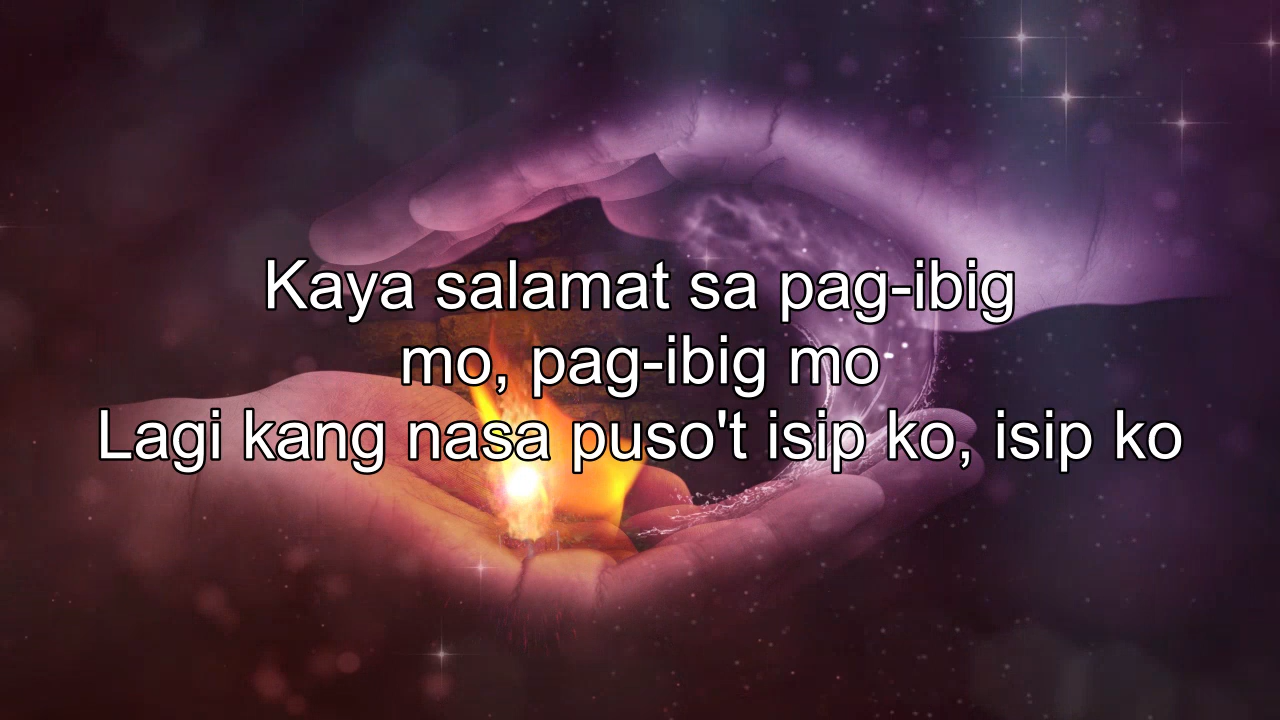 Kaya salamat sa pag-ibig
mo, pag-ibig mo
Lagi kang nasa puso't isip ko, isip ko